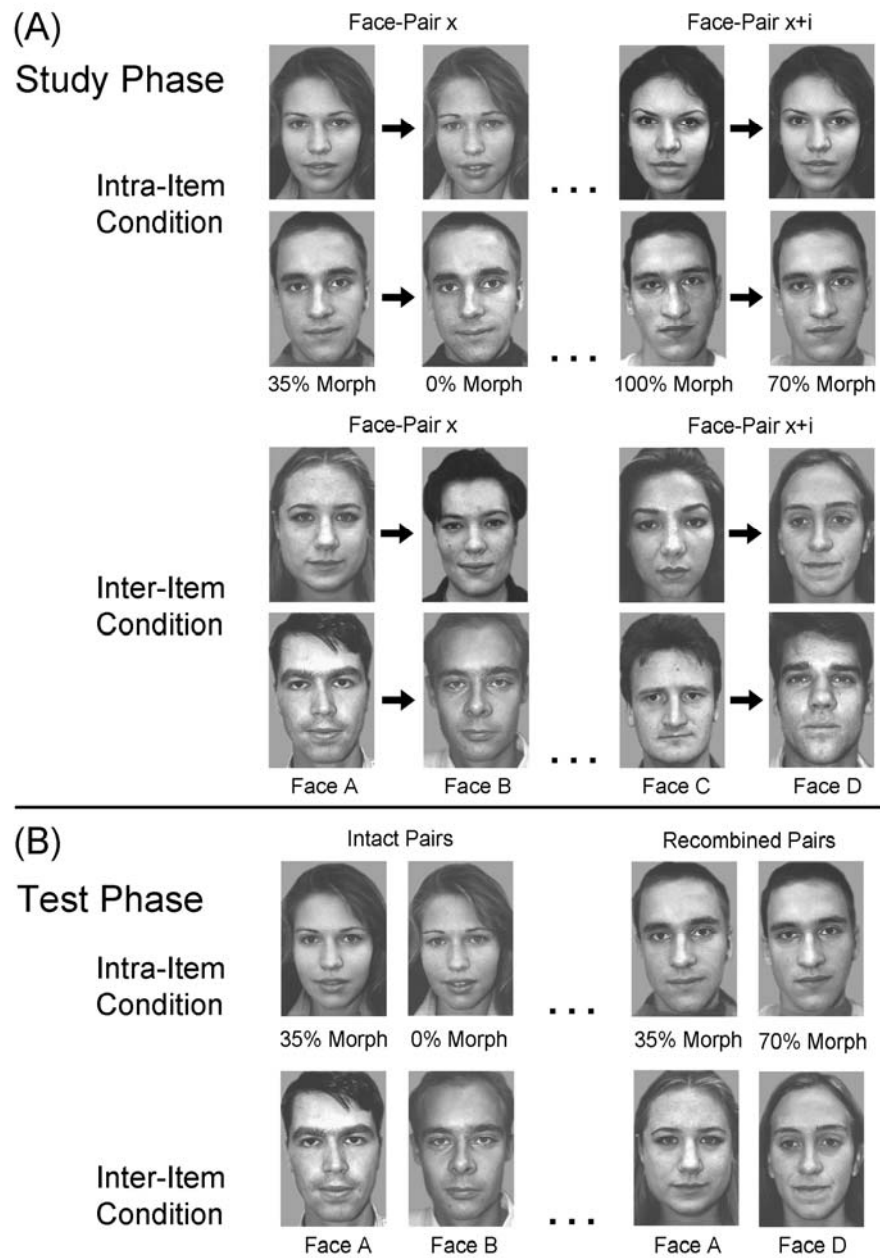 (A)
Study Phase
Face-Pair x
Face-Pair x+i
Intra-Item
Condition
. . .
. . .
35% Morph
0% Morph
100% Morph
70% Morph
Face-Pair x
Face-Pair x+i
Inter-Item
Condition
. . .
Face A
Face B
Face C
Face D
(B)
Test Phase
Intact Pairs
Recombined Pairs
Intra-Item
Condition
. . .
35% Morph
0% Morph
35% Morph
70% Morph
Inter-Item
Condition
. . .
Face A
Face B
Face A
Face D